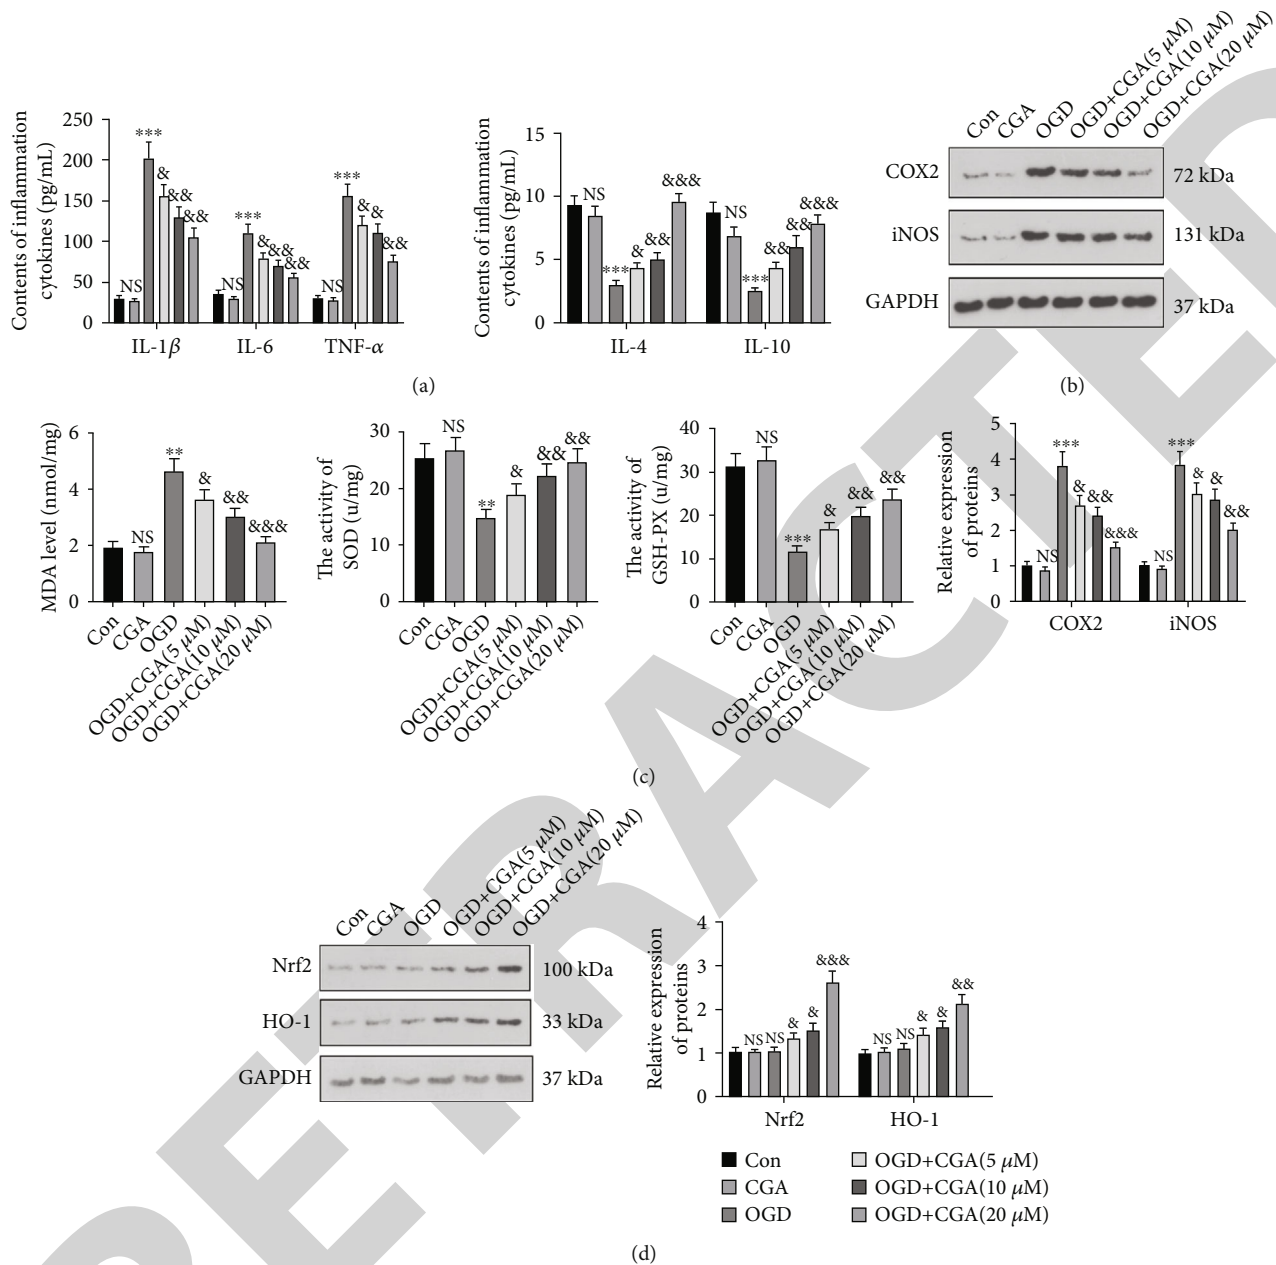 Contents of inflammation
cytokines (pg/mL)
250
200
150
100
50
0
***
&
&&
&&
NS
***
&
&&
&&
NS
***
&
&
&&
NS
IL-1β
IL-6
TNF-α
Contents of inflammation
cytokines (pg/mL)
15
10
5
0
NS
***
&
&&
&&&
NS
***
&&
&&
&&&
IL-4
IL-10
(a)
Con
CGA
OGD
OGD+CGA(5 μM)
OGD+CGA(10 μM)
OGD+CGA(20 μM)
COX2
72 kDa
iNOS
131 kDa
GAPDH
37 kDa
(b)
MDA level (nmol/mg)
6
4
2
0
NS
**
&
&&
&&&
Con
CGA
OGD
OGD+CGA(5 μM)
OGD+CGA(10 μM)
OGD+CGA(20 μM)
The activity of
SOD (u/mg)
30
20
10
0
NS
**
&
&&
&&
Con
CGA
OGD
OGD+CGA(5 μM)
OGD+CGA(10 μM)
OGD+CGA(20 μM)
The activity of
GSH-PX (u/mg)
40
30
20
10
0
NS
***
&
&&
&&
Con
CGA
OGD
OGD+CGA(5 μM)
OGD+CGA(10 μM)
OGD+CGA(20 μM)
Relative expression
of proteins
5
4
3
2
1
0
NS
***
&
&&
&&&
NS
***
&
&
&&
COX2
iNOS
(c)
Con
CGA
OGD
OGD+CGA(5 μM)
OGD+CGA(10 μM)
OGD+CGA(20 μM)
Nrf2
100 kDa
HO-1
33 kDa
GAPDH
37 kDa
Relative expression
of proteins
4
3
2
1
0
NS
NS
&
&
&&&
NS
NS
&
&
&&
Nrf2
HO-1
Con
CGA
OGD
OGD+CGA(5 μM)
OGD+CGA(10 μM)
OGD+CGA(20 μM)
(d)
RETRACTED